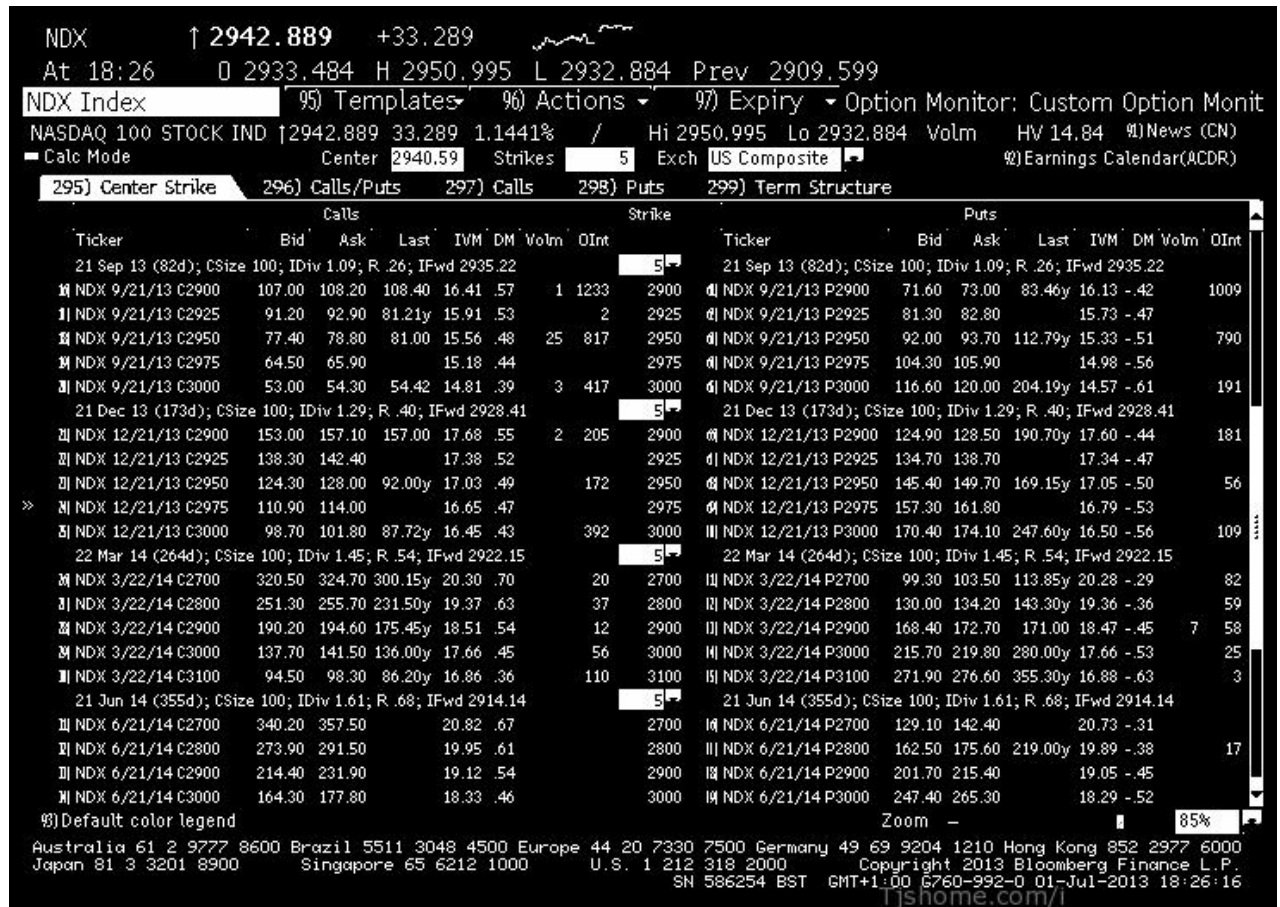 NDX ↑ 2942.889 +33.289
At 18:26 O 2933.484 H 2950.995 L 2932.884 Prev 2909.599
NDX Index 95) Templates 96) Actions 97) Expiry Option Monitor: Custom Option Monit
NASDAQ 100 STOCK IND ↑2942.889 33.289 1.1441% / Hi 2950.995 Lo 2932.884 Volm HV 14.84 91)News (CN)
Calc Mode Center 2940.59 Strikes 5 Exch US Composite 92)Earnings Calendar(ACDR)
295) Center Strike 296) Calls/Puts 297) Calls 298) Puts 299) Term Structure
Calls Strike Puts
Ticker Bid Ask Last IVM DM Volm OInt Ticker Bid Ask Last IVM DM Volm OInt
21 Sep 13 (82d); CSize 100; IDiv 1.09; R .26; IFwd 2935.22 5 21 Sep 13 (82d); CSize 100; IDiv 1.09; R .26; IFwd 2935.22
NDX 9/21/13 C2900 107.00 108.20 108.40 16.41 .57 1 1233 2900 NDX 9/21/13 P2900 71.60 73.00 83.46y 16.13 -.42 1009
NDX 9/21/13 C2925 91.20 92.90 81.21y 15.91 .53 2 2925 NDX 9/21/13 P2925 81.30 82.80 15.73 -.47
NDX 9/21/13 C2950 77.40 78.80 81.00 15.56 .48 25 817 2950 NDX 9/21/13 P2950 92.00 93.70 112.79y 15.33 -.51 790
NDX 9/21/13 C2975 64.50 65.90 15.18 .44 2975 NDX 9/21/13 P2975 104.30 105.90 14.98 -.56
NDX 9/21/13 C3000 53.00 54.30 54.42 14.81 .39 3 417 3000 NDX 9/21/13 P3000 116.60 120.00 204.19y 14.57 -.61 191
21 Dec 13 (173d); CSize 100; IDiv 1.29; R .40; IFwd 2928.41 5 21 Dec 13 (173d); CSize 100; IDiv 1.29; R .40; IFwd 2928.41
NDX 12/21/13 C2900 153.00 157.10 157.00 17.68 .55 2 205 2900 NDX 12/21/13 P2900 124.90 128.50 190.70y 17.60 -.44 181
NDX 12/21/13 C2925 138.30 142.40 17.38 .52 2925 NDX 12/21/13 P2925 134.70 138.70 17.34 -.47
NDX 12/21/13 C2950 124.30 128.00 92.00y 17.03 .49 172 2950 NDX 12/21/13 P2950 145.40 149.70 169.15y 17.05 -.50 56
» NDX 12/21/13 C2975 110.90 114.00 16.65 .47 2975 NDX 12/21/13 P2975 157.30 161.80 16.79 -.53
NDX 12/21/13 C3000 98.70 101.80 87.72y 16.45 .43 392 3000 NDX 12/21/13 P3000 170.40 174.10 247.60y 16.50 -.56 109
22 Mar 14 (264d); CSize 100; IDiv 1.45; R .54; IFwd 2922.15 5 22 Mar 14 (264d); CSize 100; IDiv 1.45; R .54; IFwd 2922.15
NDX 3/22/14 C2700 320.50 324.70 300.15y 20.30 .70 20 2700 NDX 3/22/14 P2700 99.30 103.50 113.85y 20.28 -.29 82
NDX 3/22/14 C2800 251.30 255.70 231.50y 19.37 .63 37 2800 NDX 3/22/14 P2800 130.00 134.20 143.30y 19.36 -.36 59
NDX 3/22/14 C2900 190.20 194.60 175.45y 18.51 .54 12 2900 NDX 3/22/14 P2900 168.40 172.70 171.00 18.47 -.45 7 58
NDX 3/22/14 C3000 137.70 141.50 136.00y 17.66 .45 56 3000 NDX 3/22/14 P3000 215.70 219.80 280.00y 17.66 -.53 25
NDX 3/22/14 C3100 94.50 98.30 86.20y 16.86 .36 110 3100 NDX 3/22/14 P3100 271.90 276.60 355.30y 16.88 -.63 3
21 Jun 14 (355d); CSize 100; IDiv 1.61; R .68; IFwd 2914.14 5 21 Jun 14 (355d); CSize 100; IDiv 1.61; R .68; IFwd 2914.14
NDX 6/21/14 C2700 340.20 357.50 20.82 .67 2700 NDX 6/21/14 P2700 129.10 142.40 20.73 -.31
NDX 6/21/14 C2800 273.90 291.50 19.95 .61 2800 NDX 6/21/14 P2800 162.50 175.60 219.00y 19.89 -.38 17
NDX 6/21/14 C2900 214.40 231.90 19.12 .54 2900 NDX 6/21/14 P2900 201.70 215.40 19.05 -.45
NDX 6/21/14 C3000 164.30 177.80 18.33 .46 3000 NDX 6/21/14 P3000 247.40 265.30 18.29 -.52
93)Default color legend Zoom – 85%
Australia 61 2 9777 8600 Brazil 5511 3048 4500 Europe 44 20 7330 7500 Germany 49 69 9204 1210 Hong Kong 852 2977 6000
Japan 81 3 3201 8900 Singapore 65 6212 1000 U.S. 1 212 318 2000 Copyright 2013 Bloomberg Finance L.P.
SN 586254 BST GMT+1:00 G760-992-0 01-Jul-2013 18:26:16
Tjshome.com/i